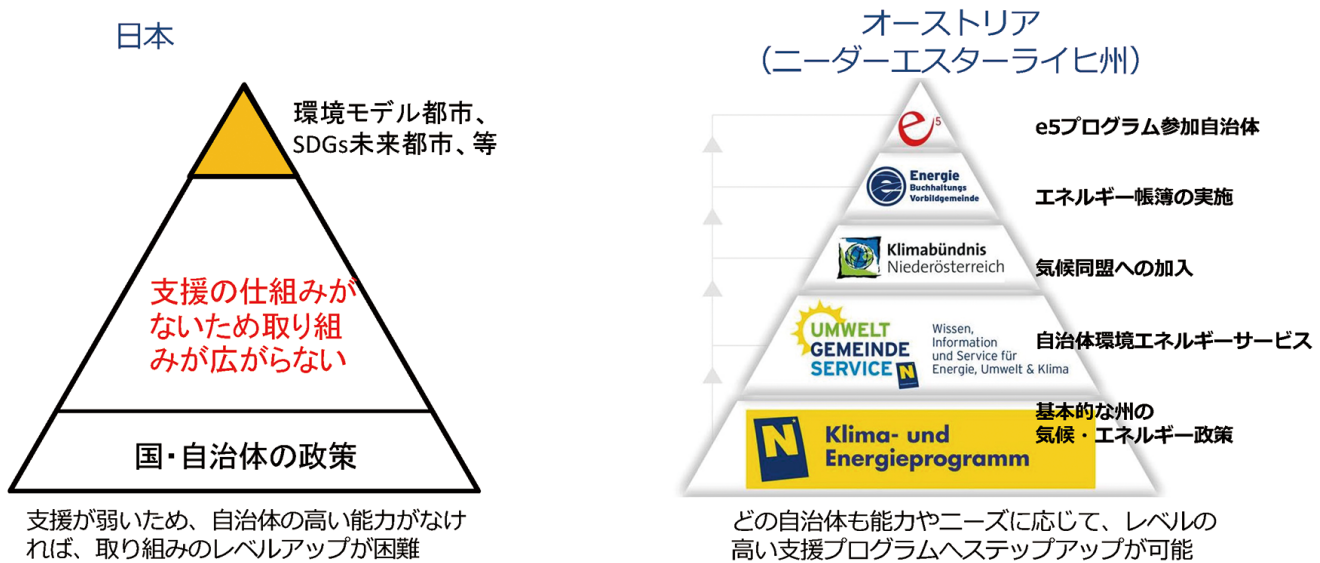 日本
環境モデル都市、
SDGs未来都市、等
支援の仕組みが
ないため取り組
みが広がらない
国・自治体の政策
支援が弱いため、自治体の高い能力がなけ
れば、取り組みのレベルアップが困難
オーストリア
（ニーダーエスターライヒ州）
e5
e5プログラム参加自治体
e
Energie
Buchhaltungs
Vorbildgemeinde
エネルギー帳簿の実施
Klimabündnis
Niederösterreich
気候同盟への加入
UMWELT
GEMEINDE
SERVICE
N
Wissen,
Information
und Service für
Energie, Umwelt & Klima
自治体環境エネルギーサービス
N
Klima- und
Energieprogramm
基本的な州の
気候・エネルギー政策
どの自治体も能力やニーズに応じて、レベルの
高い支援プログラムへステップアップが可能